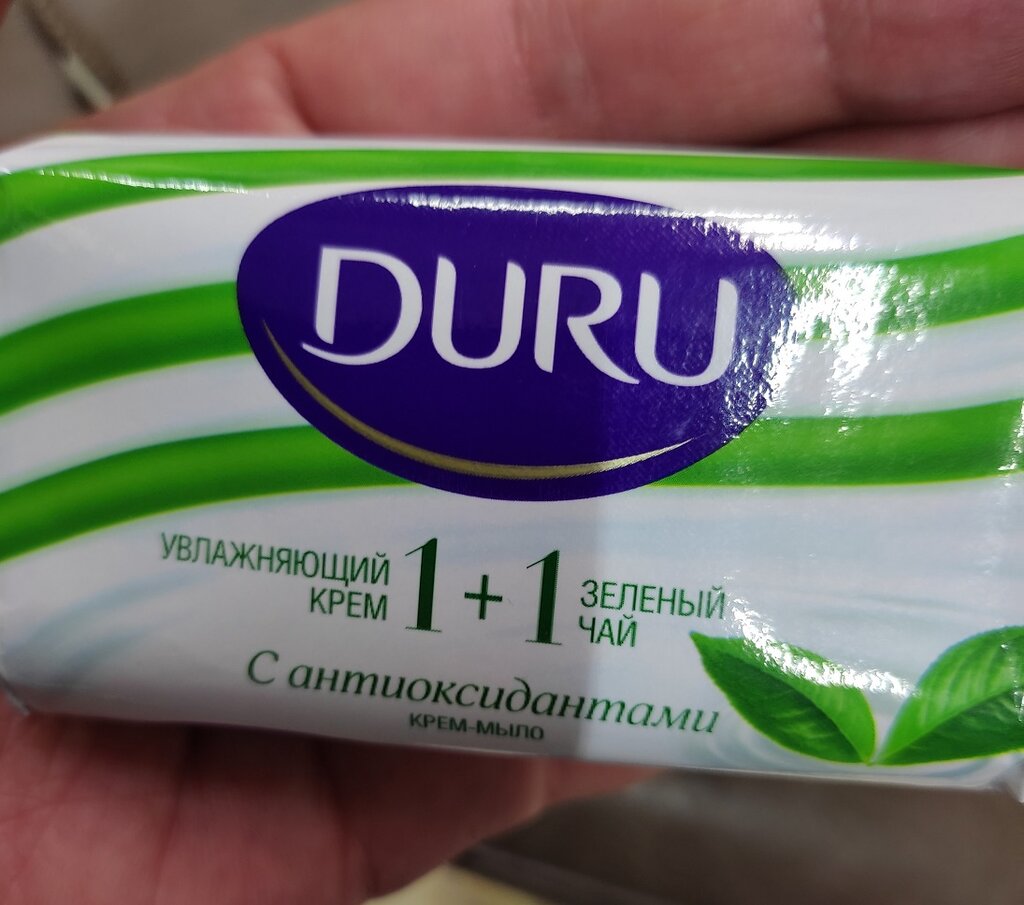 DURU
УВЛАЖНЯЮЩИЙ
КРЕМ
1+1
ЗЕЛЕНЫЙ
ЧАЙ
С антиоксидантами
КРЕМ-МЫЛО